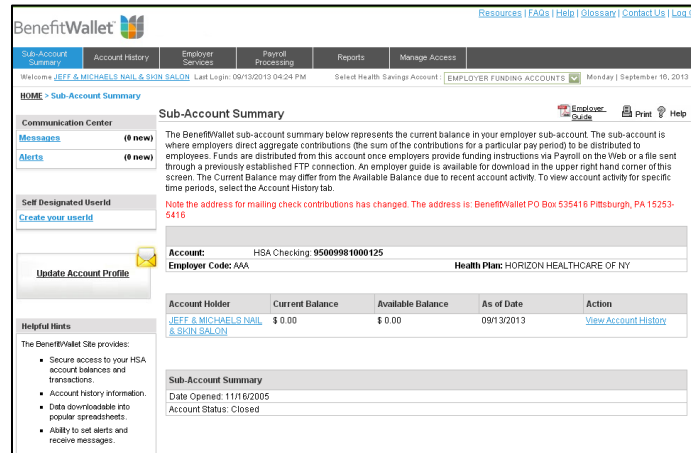 Resources | FAQs | Help | Glossary | Contact Us | Log
BenefitWallet
Sub-Account Summary
Account History
Employer Services
Payroll Processing
Reports
Manage Access
Welcome JEFF & MICHAELS NAIL & SKIN SALON Last Login: 09/13/2013 04:24 PM
Select Health Savings Account: EMPLOYER FUNDING ACCOUNTS
Monday | September 16, 2013
HOME > Sub-Account Summary
Communication Center
Messages (0 new)
Alerts (0 new)
Self Designated UserId
Create your userId
Update Account Profile
Helpful Hints
The BenefitWallet Site provides:
Secure access to your HSA
account balances and
transactions.
Account history information.
Data downloadable into
popular spreadsheets.
Ability to set alerts and
receive messages.
Sub-Account Summary
Employer Guide
Print
Help
The BenefitWallet sub-account summary below represents the current balance in your employer sub-account. The sub-account is
where employers direct aggregate contributions (the sum of the contributions for a particular pay period) to be distributed to
employees. Funds are distributed from this account once employers provide funding instructions via Payroll on the Web or a file sent
through a previously established FTP connection. An employer guide is available for download in the upper right hand corner of this
screen. The Current Balance may differ from the Available Balance due to recent account activity. To view account activity for specific
time periods, select the Account History tab.
Note the address for mailing check contributions has changed. The address is: BenefitWallet PO Box 535416 Pittsburgh, PA 15253-
5416
Account: HSA Checking: 95009981000125
Employer Code: AAA Health Plan: HORIZON HEALTHCARE OF NY
Account Holder Current Balance Available Balance As of Date Action
JEFF & MICHAELS NAIL $ 0.00 $ 0.00 09/13/2013 View Account History
& SKIN SALON
Sub-Account Summary
Date Opened: 11/16/2005
Account Status: Closed